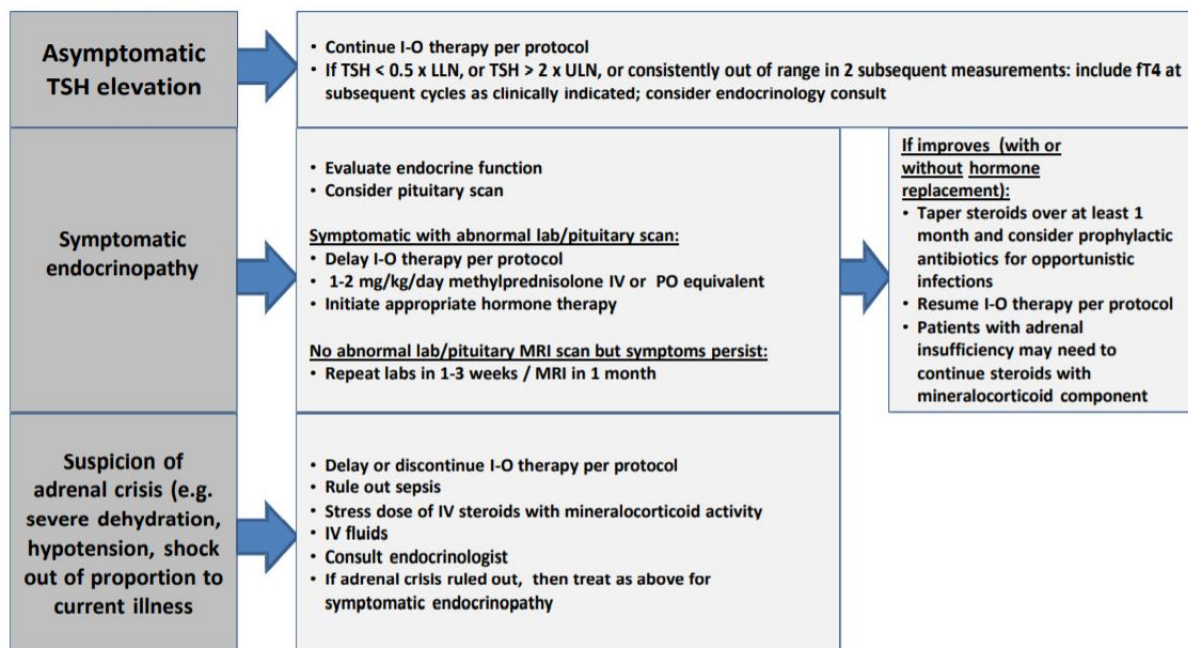 Asymptomatic
TSH elevation
• Continue I-O therapy per protocol
• If TSH < 0.5 x LLN, or TSH > 2 x ULN, or consistently out of range in 2 subsequent measurements: include fT4 at
subsequent cycles as clinically indicated; consider endocrinology consult
Symptomatic
endocrinopathy
• Evaluate endocrine function
• Consider pituitary scan
Symptomatic with abnormal lab/pituitary scan:
• Delay I-O therapy per protocol
• 1-2 mg/kg/day methylprednisolone IV or PO equivalent
• Initiate appropriate hormone therapy
No abnormal lab/pituitary MRI scan but symptoms persist:
• Repeat labs in 1-3 weeks / MRI in 1 month
If improves (with or
without hormone
replacement):
• Taper steroids over at least 1
month and consider prophylactic
antibiotics for opportunistic
infections
• Resume I-O therapy per protocol
• Patients with adrenal
insufficiency may need to
continue steroids with
mineralocorticoid component
Suspicion of
adrenal crisis (e.g.
severe dehydration,
hypotension, shock
out of proportion to
current illness
• Delay or discontinue I-O therapy per protocol
• Rule out sepsis
• Stress dose of IV steroids with mineralocorticoid activity
• IV fluids
• Consult endocrinologist
• If adrenal crisis ruled out, then treat as above for
symptomatic endocrinopathy